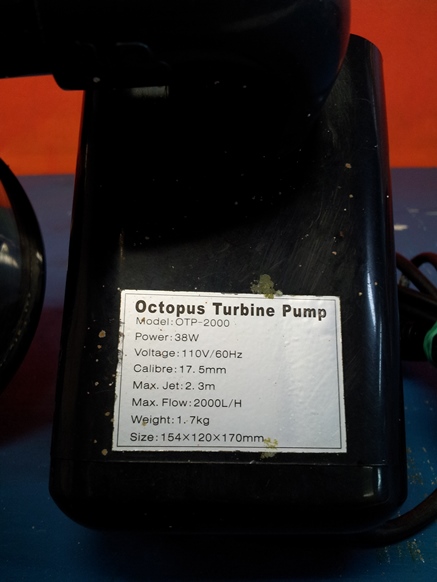 Octopus Turbine Pump
Model:OTP-2000
Power:38W
Voltage:110V/60Hz
Calibre:17.5mm
Max. Jet:2.3m
Max. Flow:2000L/H
Weight:1.7kg
Size:154×120×170mm